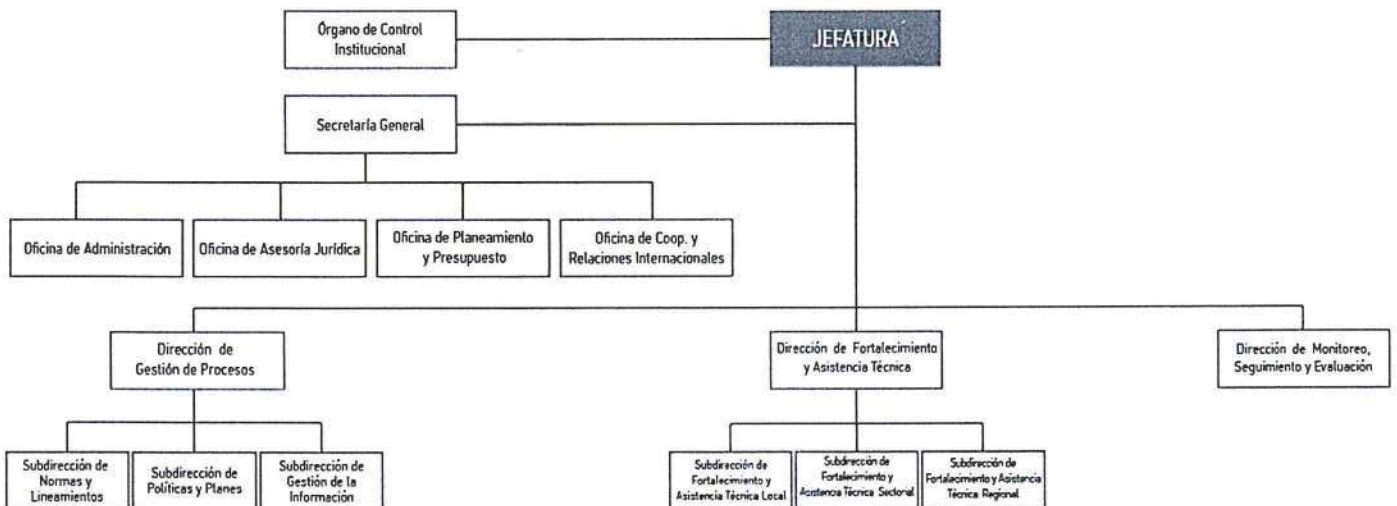 Órgano de Control
Institucional
JEFATURA
Secretaría General
Oficina de Administración
Oficina de Asesoría Jurídica
Oficina de Planeamiento
y Presupuesto
Oficina de Coop. y
Relaciones Internacionales
Dirección de
Gestión de Procesos
Dirección de Fortalecimiento
y Asistencia Técnica
Dirección de Monitoreo,
Seguimiento y Evaluación
Subdirección de
Normas y
Lineamientos
Subdirección de
Políticas y Planes
Subdirección de
Gestión de la
Información
Subdirección de
Fortalecimiento y
Asistencia Técnica Local
Subdirección de
Fortalecimiento y
Asistencia Técnica Sectorial
Subdirección de
Fortalecimiento y Asistencia
Técnica Regional